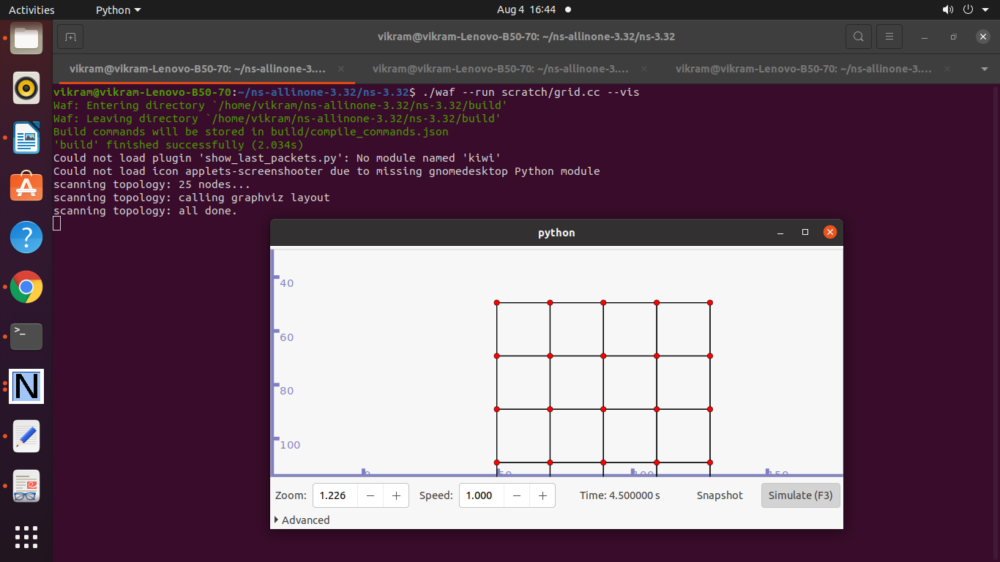 Activities Python Aug 4 16:44
vikram@vikram-Lenovo-B50-70: ~/ns-allinone-3.32/ns-3.32
vikram@vikram-Lenovo-B50-70: ~/ns-allinone-3.... vikram@vikram-Lenovo-B50-70: ~/ns-allinone-3.... vikram@vikram-Lenovo-B50-70: ~/ns-allinone-3....
vikram@vikram-Lenovo-B50-70:~/ns-allinone-3.32/ns-3.32$ ./waf --run scratch/grid.cc --vis
Waf: Entering directory `/home/vikram/ns-allinone-3.32/ns-3.32/build'
Waf: Leaving directory `/home/vikram/ns-allinone-3.32/ns-3.32/build'
Build commands will be stored in build/compile_commands.json
'build' finished successfully (2.034s)
Could not load plugin 'show_last_packets.py': No module named 'kiwi'
Could not load icon applets-screenshooter due to missing gnomedesktop Python module
scanning topology: 25 nodes...
scanning topology: calling graphviz layout
scanning topology: all done.
python
40
60
80
100
0 50 100 150
Zoom: 1.226 − + Speed: 1.000 − + Time: 4.500000 s Snapshot Simulate (F3)
Advanced